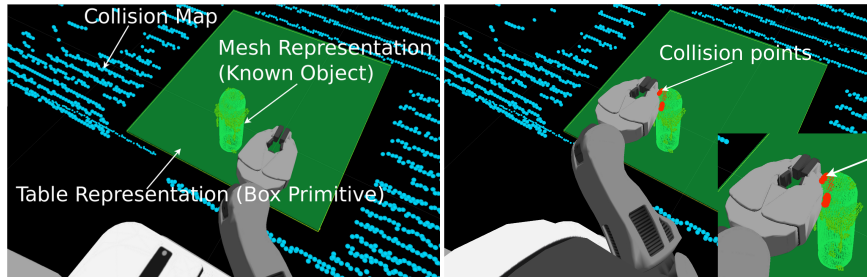 Collision Map
Mesh Representation
(Known Object)
Table Representation (Box Primitive)
Collision points